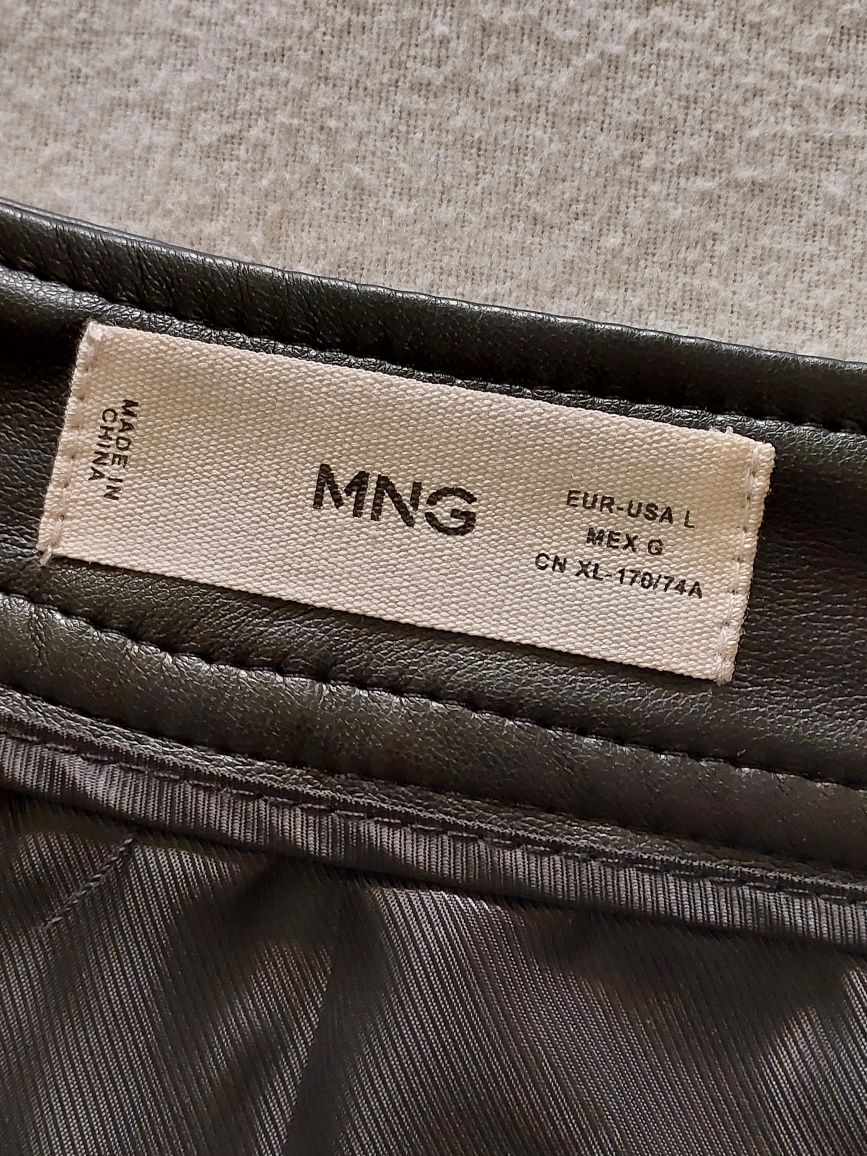 MADE IN
CHINA
MNG
EUR-USA L
MEX G
CN XL-170/74A